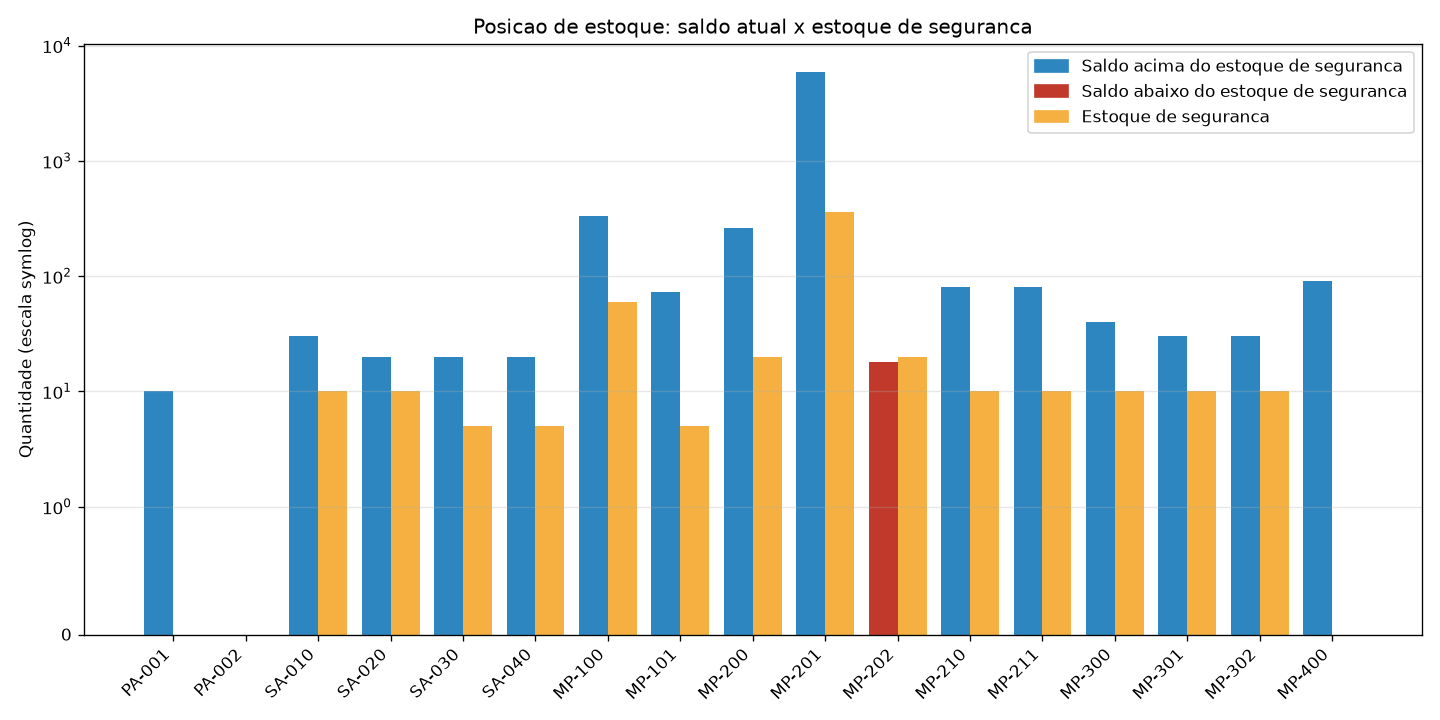 Posicao de estoque: saldo atual x estoque de seguranca
Saldo acima do estoque de seguranca
Saldo abaixo do estoque de seguranca
Estoque de seguranca
Quantidade (escala symlog)
10^4
10^3
10^2
10^1
10^0
0
PA-001
PA-002
SA-010
SA-020
SA-030
SA-040
MP-100
MP-101
MP-200
MP-201
MP-202
MP-210
MP-211
MP-300
MP-301
MP-302
MP-400